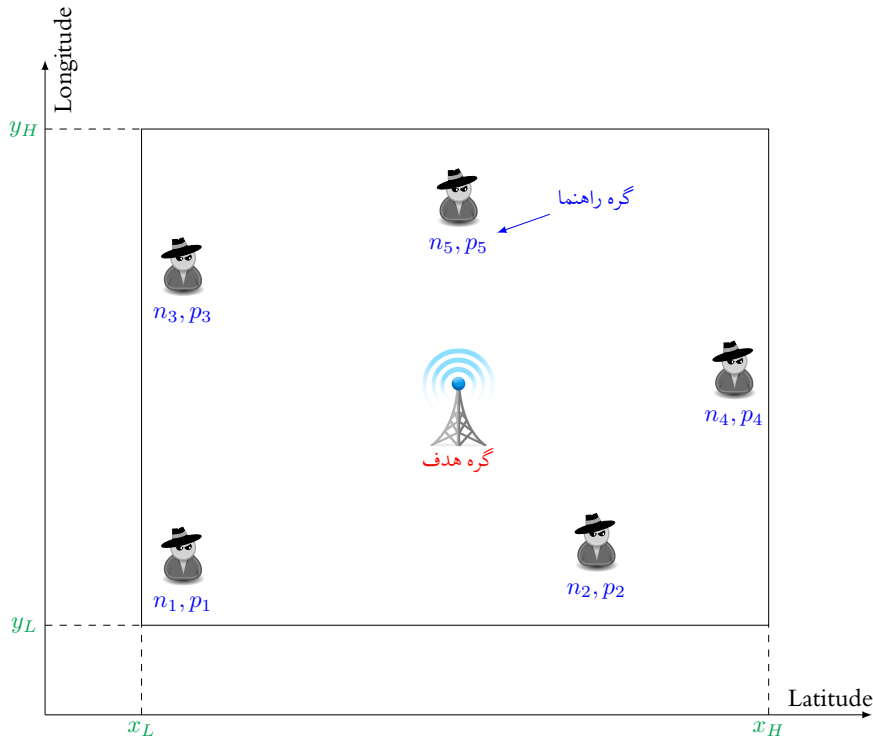 Longitude
y_H
گره راهنما
n_5, p_5
n_3, p_3
n_4, p_4
گره هدف
n_2, p_2
n_1, p_1
y_L
Latitude
x_L
x_H